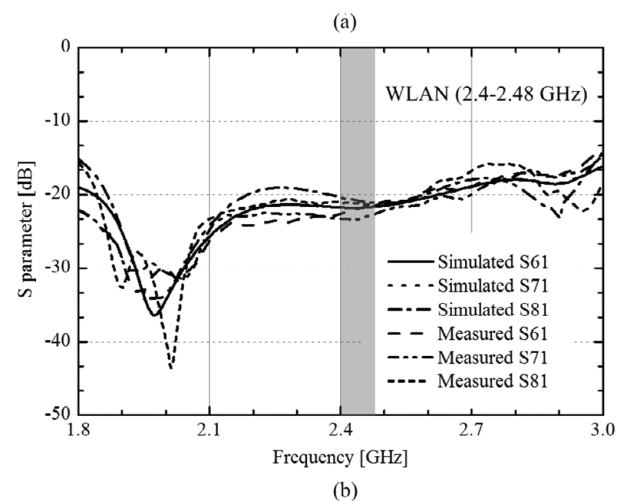 (a)
0
-10
-20
-30
-40
-50
S parameter [dB]
WLAN (2.4-2.48 GHz)
Simulated S61
Simulated S71
Simulated S81
Measured S61
Measured S71
Measured S81
1.8 2.1 2.4 2.7 3.0
Frequency [GHz]
(b)